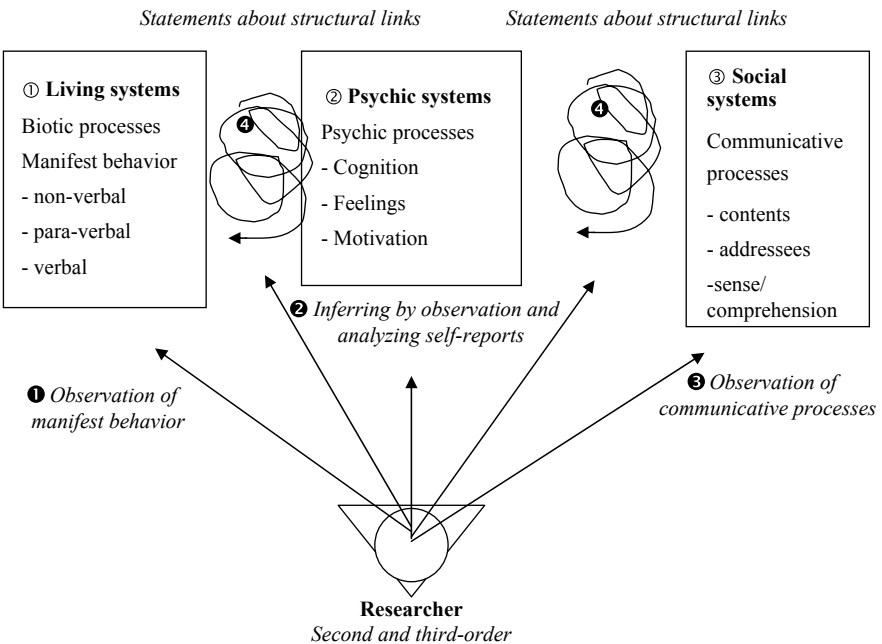 Statements about structural links
Statements about structural links
① Living systems
Biotic processes
Manifest behavior
- non-verbal
- para-verbal
- verbal
❹
② Psychic systems
Psychic processes
- Cognition
- Feelings
- Motivation
❹
③ Social
systems
Communicative
processes
- contents
- addressees
-sense/
comprehension
❷ Inferring by observation and
analyzing self-reports
❶ Observation of
manifest behavior
❸ Observation of
communicative processes
Researcher
Second and third-order